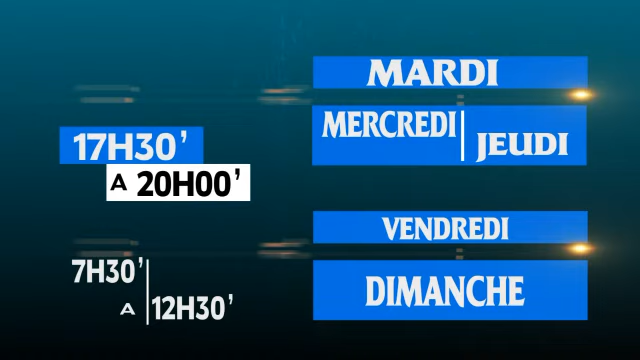 MARDI
MERCREDI
JEUDI
17H30’
A 20H00’
VENDREDI
DIMANCHE
7H30’
A 12H30’